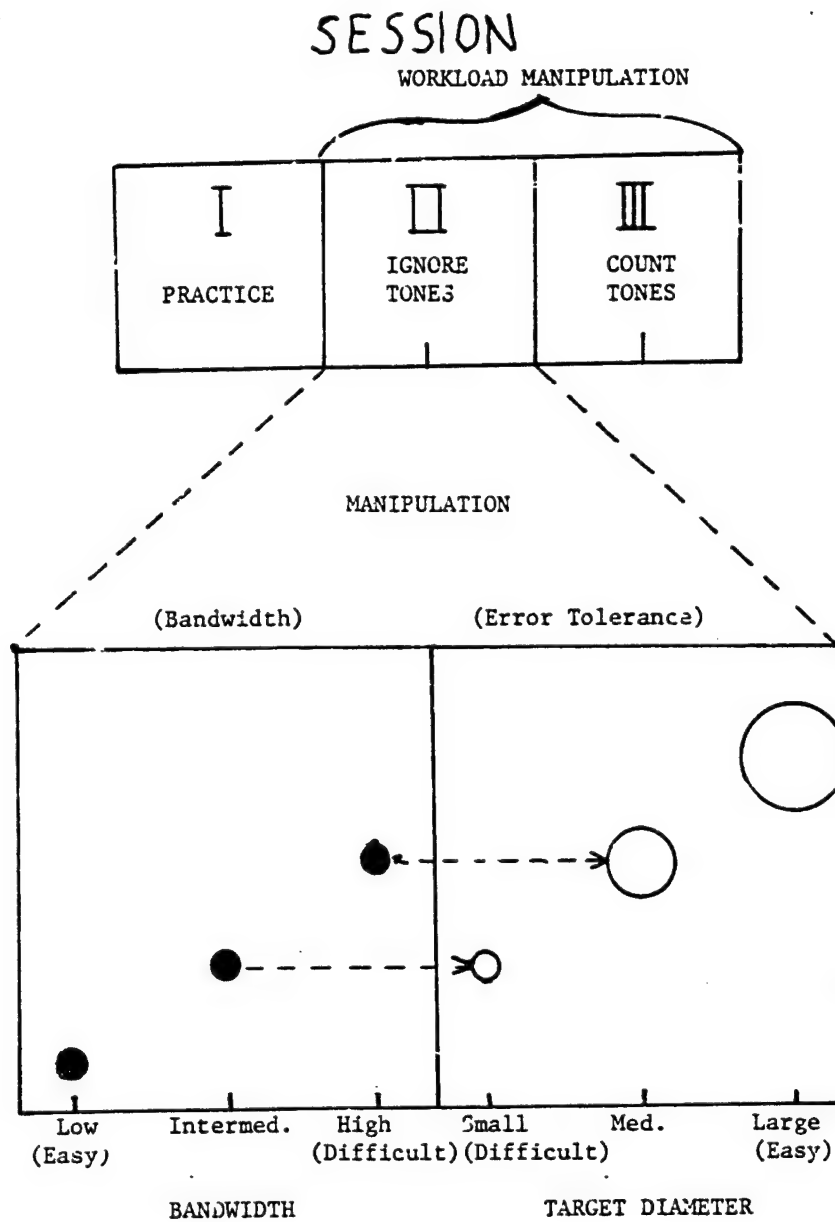 SESSION
WORKLOAD MANIPULATION
I II III
PRACTICE IGNORE TONES COUNT TONES
MANIPULATION
(Bandwidth) (Error Tolerance)
Low Intermed. High Small Med. Large
(Easy) (Difficult) (Difficult) (Easy)
BANDWIDTH TARGET DIAMETER